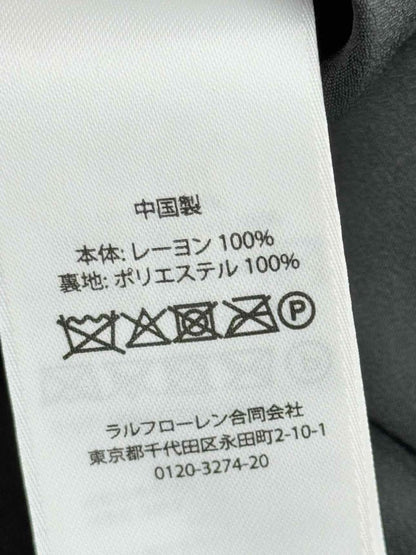 中国製
本体: レーヨン 100%
裏地: ポリエステル 100%
P
ラルフローレン合同会社
東京都千代田区永田町2-10-1
0120-3274-20